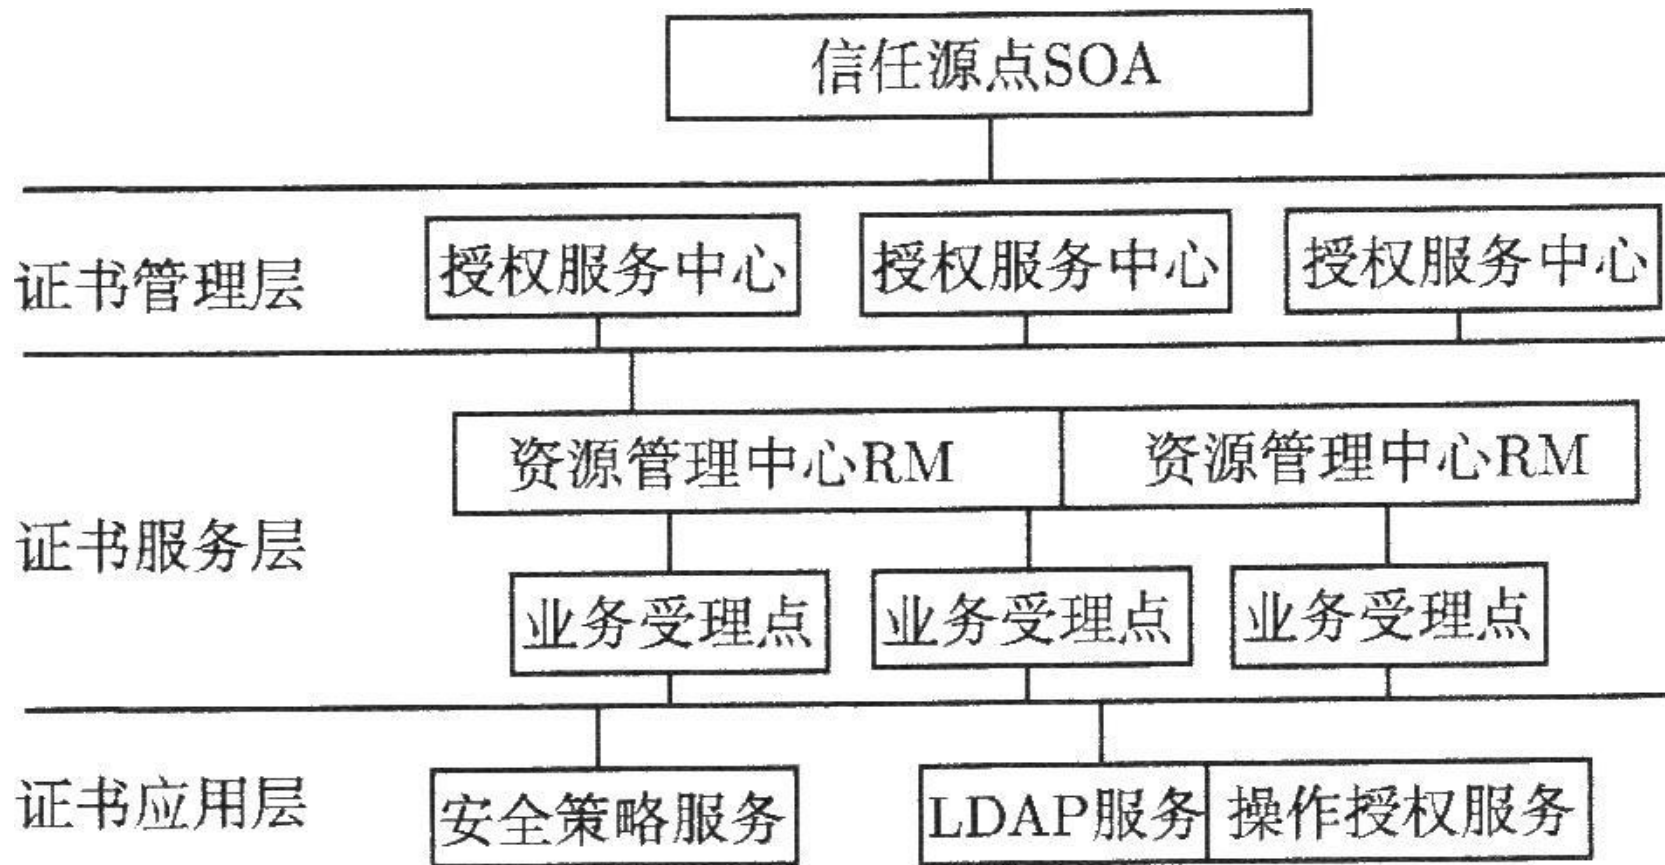 信任源点SOA
证书管理层
授权服务中心
授权服务中心
授权服务中心
资源管理中心RM
资源管理中心RM
证书服务层
业务受理点
业务受理点
业务受理点
证书应用层
安全策略服务
LDAP服务
操作授权服务